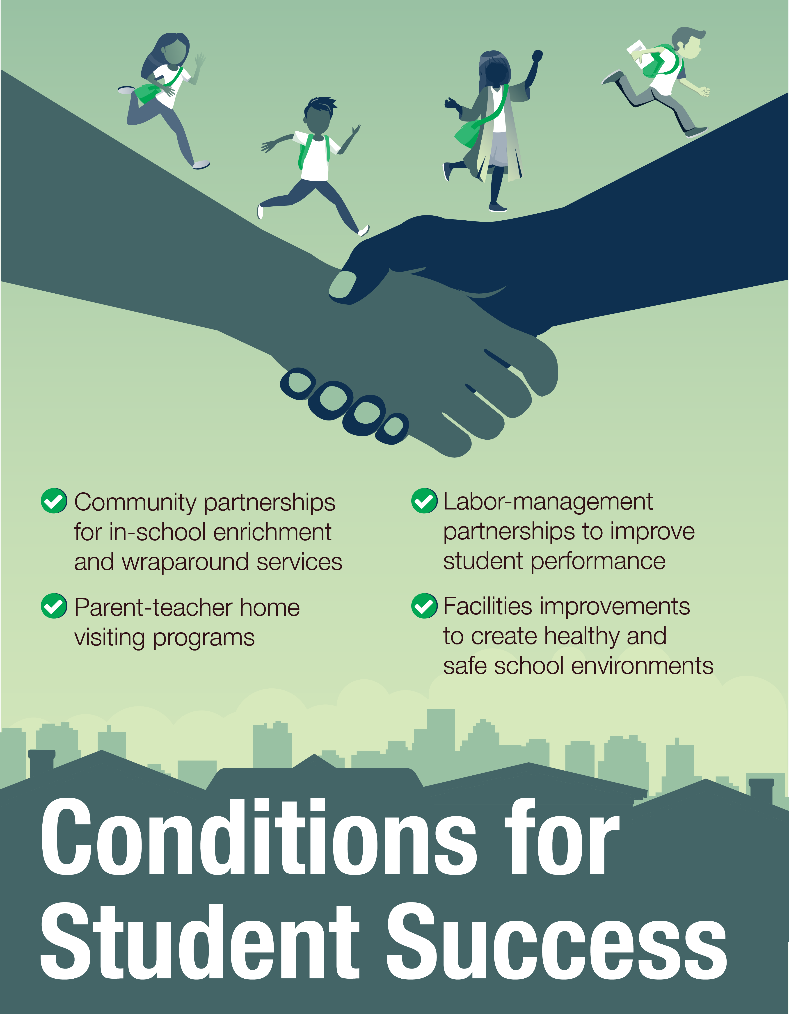 Community partnerships
for in-school enrichment
and wraparound services
Parent-teacher home
visiting programs
Labor-management
partnerships to improve
student performance
Facilities improvements
to create healthy and
safe school environments
Conditions for
Student Success